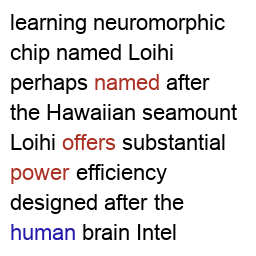 learning neuromorphic
chip named Loihi
perhaps named after
the Hawaiian seamount
Loihi offers substantial
power efficiency
designed after the
human brain Intel